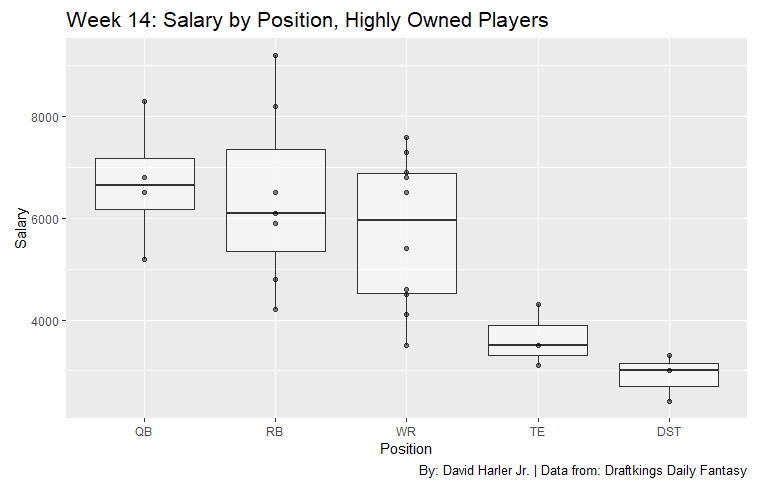 Week 14: Salary by Position, Highly Owned Players
8000
6000
4000
Salary
QB RB WR TE DST
Position
By: David Harler Jr. | Data from: Draftkings Daily Fantasy